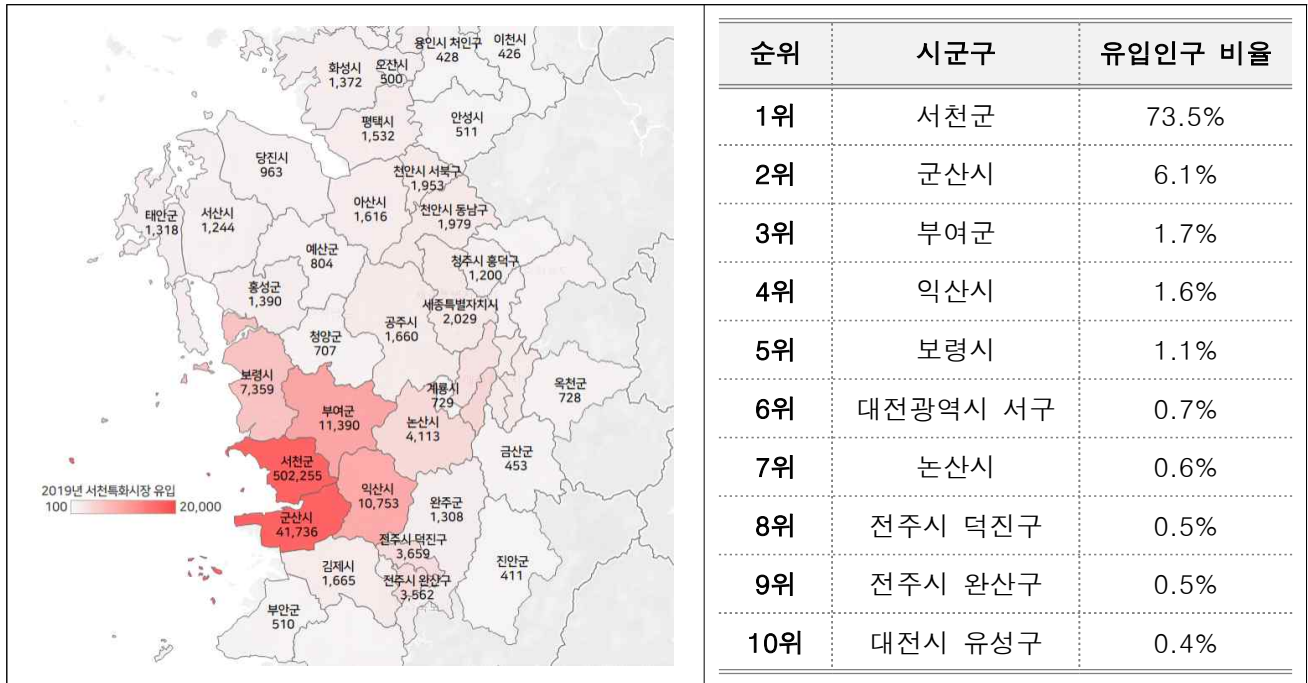 용인시 처인구
428
이천시
426
화성시
1,372
오산시
500
평택시
1,532
안성시
511
당진시
963
천안시 서북구
1,953
아산시
1,616
천안시 동남구
1,979
태안군
1,318
서산시
1,244
예산군
804
청주시 흥덕구
1,200
홍성군
1,390
세종특별자치시
2,029
공주시
1,660
청양군
707
보령시
7,359
계룡시
729
옥천군
728
부여군
11,390
논산시
4,113
금산군
453
서천군
502,255
익산시
10,753
완주군
1,308
2019년 서천특화시장 유입
100 20,000
군산시
41,736
전주시 덕진구
3,659
진안군
411
김제시
1,665
전주시 완산구
3,562
부안군
510
순위 시군구 유입인구 비율
1위 서천군 73.5%
2위 군산시 6.1%
3위 부여군 1.7%
4위 익산시 1.6%
5위 보령시 1.1%
6위 대전광역시 서구 0.7%
7위 논산시 0.6%
8위 전주시 덕진구 0.5%
9위 전주시 완산구 0.5%
10위 대전시 유성구 0.4%